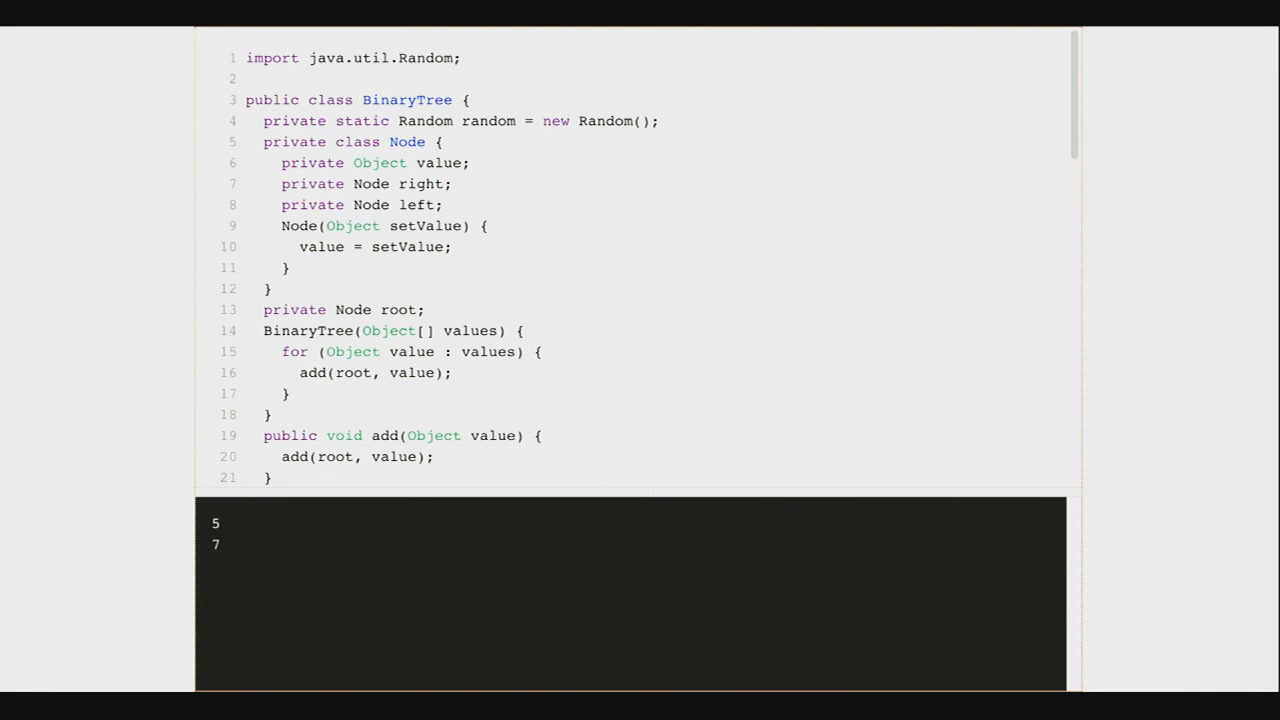 1 import java.util.Random;
2
3 public class BinaryTree {
4   private static Random random = new Random();
5   private class Node {
6     private Object value;
7     private Node right;
8     private Node left;
9     Node(Object setValue) {
10       value = setValue;
11     }
12   }
13   private Node root;
14   BinaryTree(Object[] values) {
15     for (Object value : values) {
16       add(root, value);
17     }
18   }
19   public void add(Object value) {
20     add(root, value);
21   }
5
7